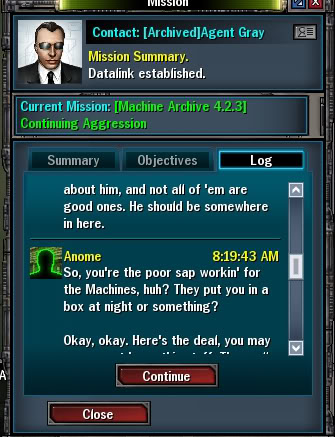 Mission
Contact: [Archived]Agent Gray
Mission Summary.
Datalink established.
Current Mission: [Machine Archive 4.2.3]
Continuing Aggression
Summary
Objectives
Log
about him, and not all of 'em are
good ones. He should be somewhere
in here.
Anome 8:19:43 AM
So, you're the poor sap workin' for
the Machines, huh? They put you in a
box at night or something?
Okay, okay. Here's the deal, you may
Continue
Close
A